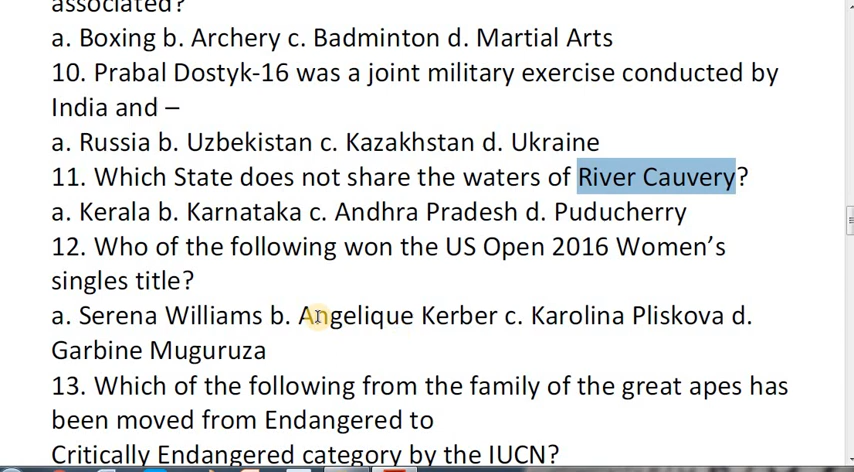 associated?
a. Boxing b. Archery c. Badminton d. Martial Arts
10. Prabal Dostyk-16 was a joint military exercise conducted by
India and –
a. Russia b. Uzbekistan c. Kazakhstan d. Ukraine
11. Which State does not share the waters of River Cauvery?
a. Kerala b. Karnataka c. Andhra Pradesh d. Puducherry
12. Who of the following won the US Open 2016 Women’s
singles title?
a. Serena Williams b. Angelique Kerber c. Karolina Pliskova d.
Garbine Muguruza
13. Which of the following from the family of the great apes has
been moved from Endangered to
Critically Endangered category by the IUCN?